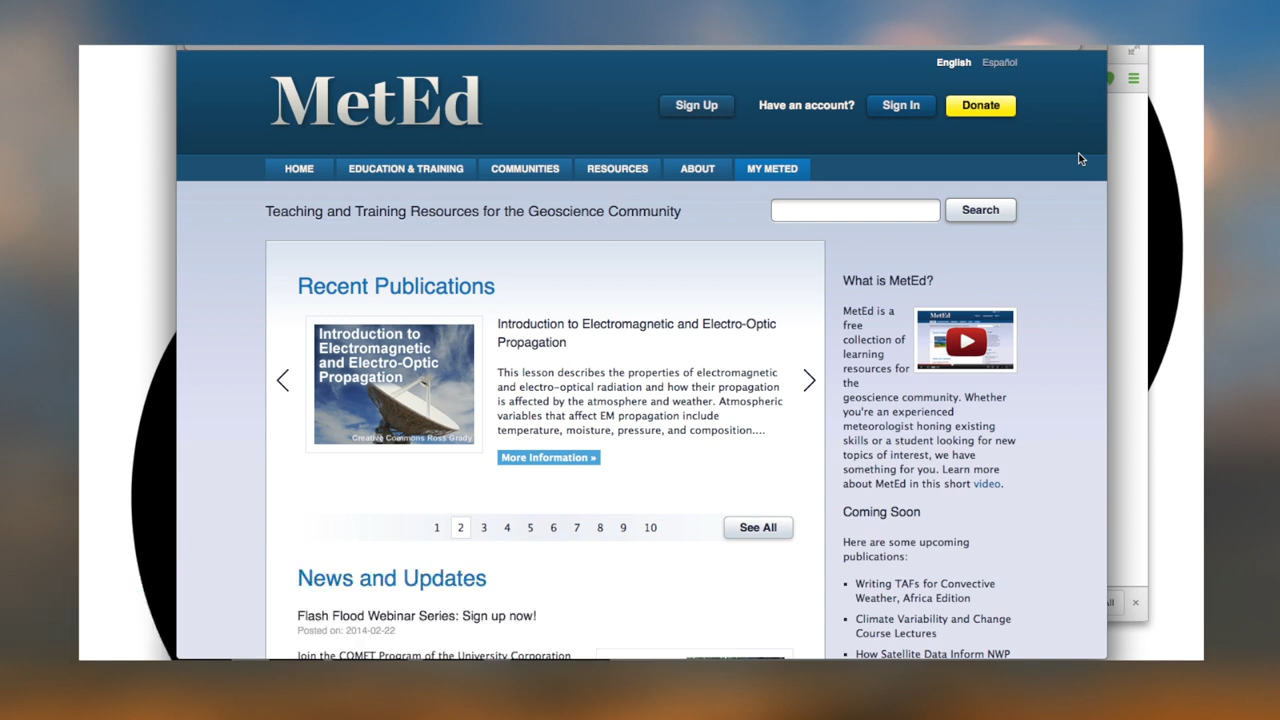 English Español
MetEd
Sign Up Have an account? Sign In Donate
HOME EDUCATION & TRAINING COMMUNITIES RESOURCES ABOUT MY METED
Teaching and Training Resources for the Geoscience Community
Search
Recent Publications
Introduction to
Electromagnetic
and Electro-Optic
Propagation
Creative Commons Ross Grady
Introduction to Electromagnetic and Electro-Optic
Propagation
This lesson describes the properties of electromagnetic
and electro-optical radiation and how their propagation
is affected by the atmosphere and weather. Atmospheric
variables that affect EM propagation include
temperature, moisture, pressure, and composition....
More Information »
1 2 3 4 5 6 7 8 9 10
See All
News and Updates
Flash Flood Webinar Series: Sign up now!
Posted on: 2014-02-22
Join the COMET Program of the University Corporation
What is MetEd?
MetEd is a
free
collection of
learning
resources for
the
geoscience community. Whether
you're an experienced
meteorologist honing existing
skills or a student looking for new
topics of interest, we have
something for you. Learn more
about MetEd in this short video.
MetEd
Coming Soon
Here are some upcoming
publications:
▪ Writing TAFs for Convective
Weather, Africa Edition
▪ Climate Variability and Change
Course Lectures
▪ How Satellite Data Inform NWP